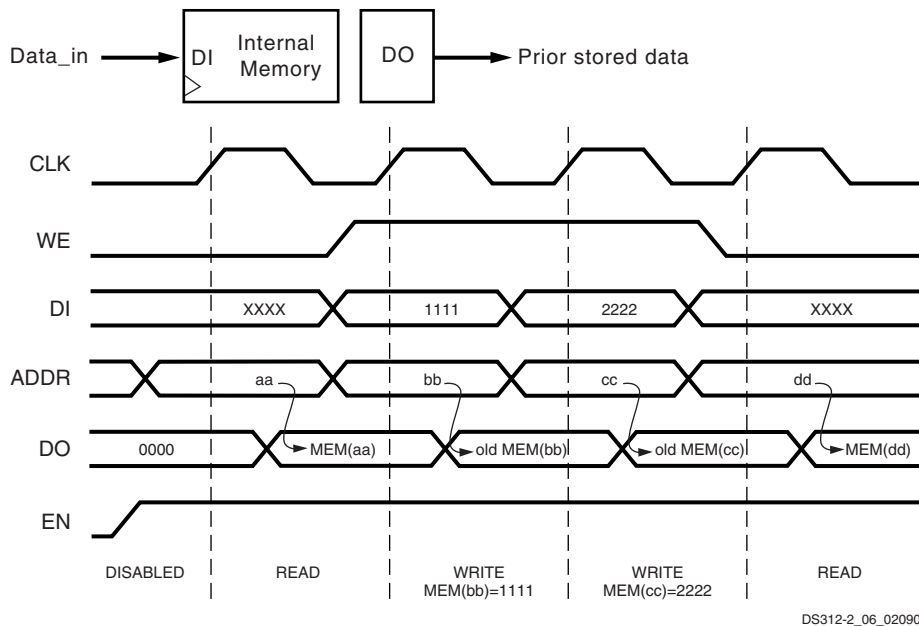 Data_in
DI
Internal
Memory
DO
Prior stored data
CLK
WE
DI XXXX 1111 2222 XXXX
ADDR aa bb cc dd
DO 0000 MEM(aa) old MEM(bb) old MEM(cc) MEM(dd)
EN
DISABLED READ WRITE WRITE READ
MEM(bb)=1111 MEM(cc)=2222
DS312-2_06_02090